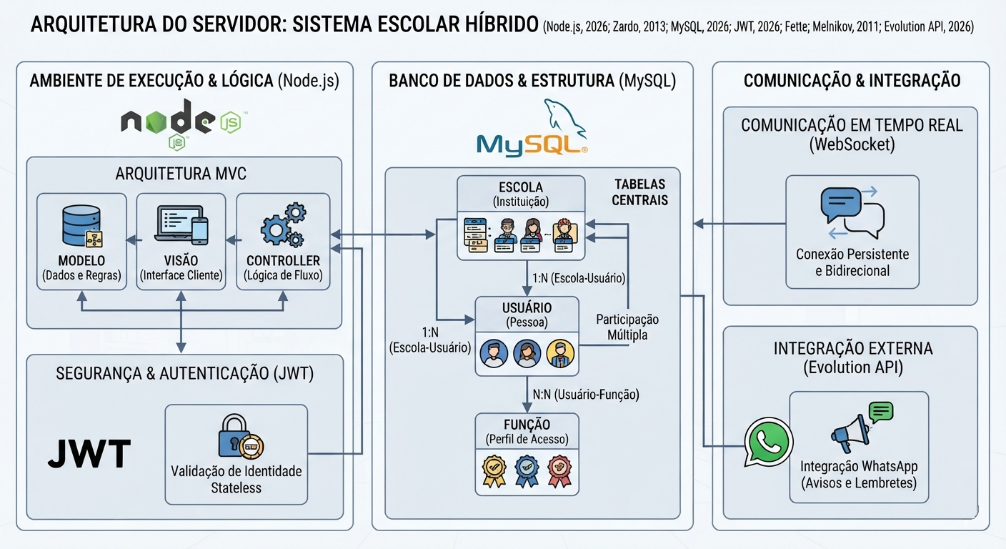 ARQUITETURA DO SERVIDOR: SISTEMA ESCOLAR HÍBRIDO (Node.js, 2026; Zardo, 2013; MySQL, 2026; JWT, 2026; Fette; Melnikov, 2011; Evolution API, 2026)
AMBIENTE DE EXECUÇÃO & LÓGICA (Node.js)
node JS
JS
ARQUITETURA MVC
MODELO
(Dados e Regras)
VISÃO
(Interface Cliente)
CONTROLLER
(Lógica de Fluxo)
SEGURANÇA & AUTENTICAÇÃO (JWT)
JWT
Validação de Identidade
Stateless
BANCO DE DADOS & ESTRUTURA (MySQL)
MySQL®
ESCOLA
(Instituição)
TABELAS
CENTRAIS
1:N (Escola-Usuário)
USUÁRIO
(Pessoa)
1:N
(Escola-Usuário)
Participação
Múltipla
N:N (Usuário-Função)
FUNÇÃO
(Perfil de Acesso)
COMUNICAÇÃO & INTEGRAÇÃO
COMUNICAÇÃO EM TEMPO REAL
(WebSocket)
Conexão Persistente
e Bidirecional
INTEGRAÇÃO EXTERNA
(Evolution API)
Integração WhatsApp
(Avisos e Lembretes)